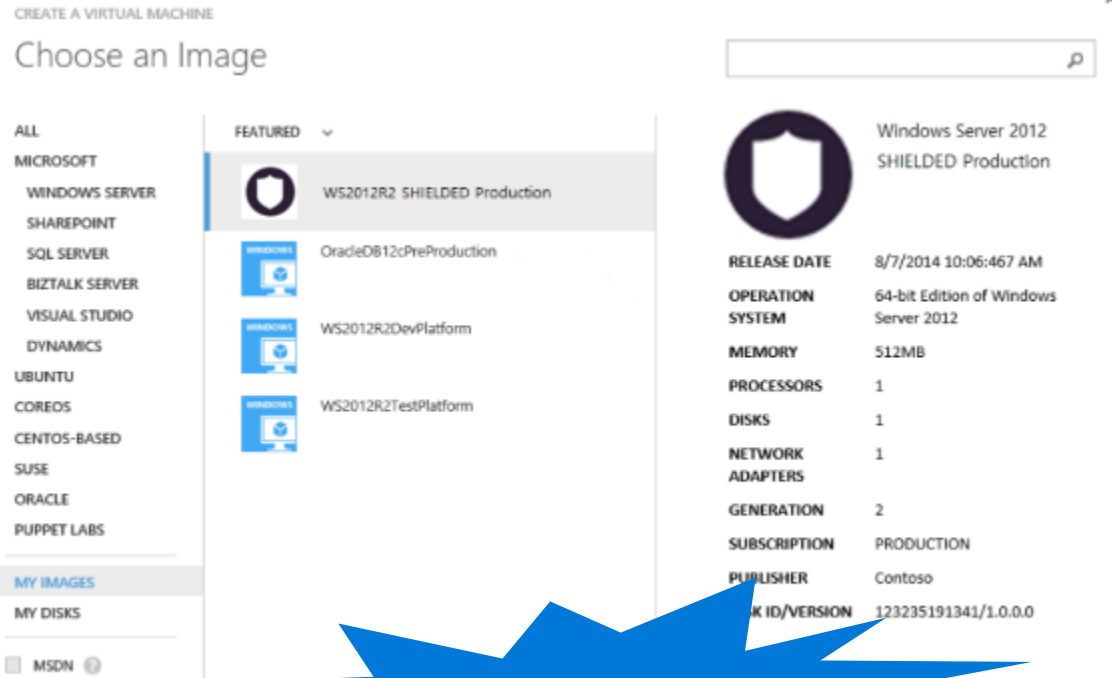 CREATE A VIRTUAL MACHINE
Choose an Image
ALL
MICROSOFT
WINDOWS SERVER
SHAREPOINT
SQL SERVER
BIZTALK SERVER
VISUAL STUDIO
DYNAMICS
UBUNTU
COREOS
CENTOS-BASED
SUSE
ORACLE
PUPPET LABS
MY IMAGES
MY DISKS
MSDN ?
FEATURED
WS2012R2 SHIELDED Production
WINDOWS
OracleDB12cPreProduction
WINDOWS
WS2012R2DevPlatform
WINDOWS
WS2012R2TestPlatform
Windows Server 2012
SHIELDED Production
RELEASE DATE 8/7/2014 10:06:467 AM
OPERATION 64-bit Edition of Windows
SYSTEM Server 2012
MEMORY 512MB
PROCESSORS 1
DISKS 1
NETWORK 1
ADAPTERS
GENERATION 2
SUBSCRIPTION PRODUCTION
PUBLISHER Contoso
ID/VERSION 123235191341/1.0.0.0